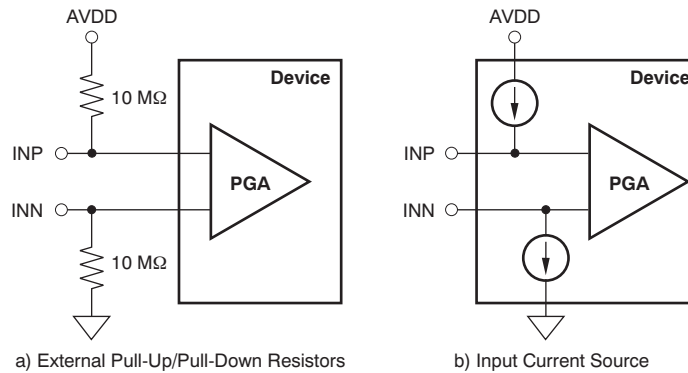 AVDD
10 MΩ
INP
INN
10 MΩ
Device
PGA
a) External Pull-Up/Pull-Down Resistors
AVDD
Device
INP
INN
PGA
b) Input Current Source